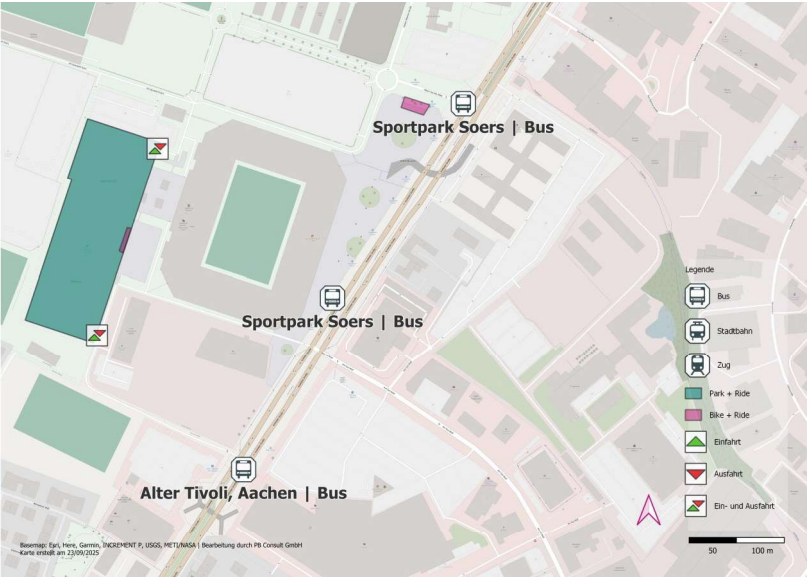 Sportpark Soers | Bus
Sportpark Soers | Bus
Alter Tivoli, Aachen | Bus
Legende
Bus
Stadtbahn
Zug
Park + Ride
Bike + Ride
Einfahrt
Ausfahrt
Ein- und Ausfahrt
50 100 m
Basemap: Esri, Here, Garmin, INCREMENT P, USGS, METI/NASA | Bearbeitung durch PB Consult GmbH
Karte erstellt am 23/09/2025